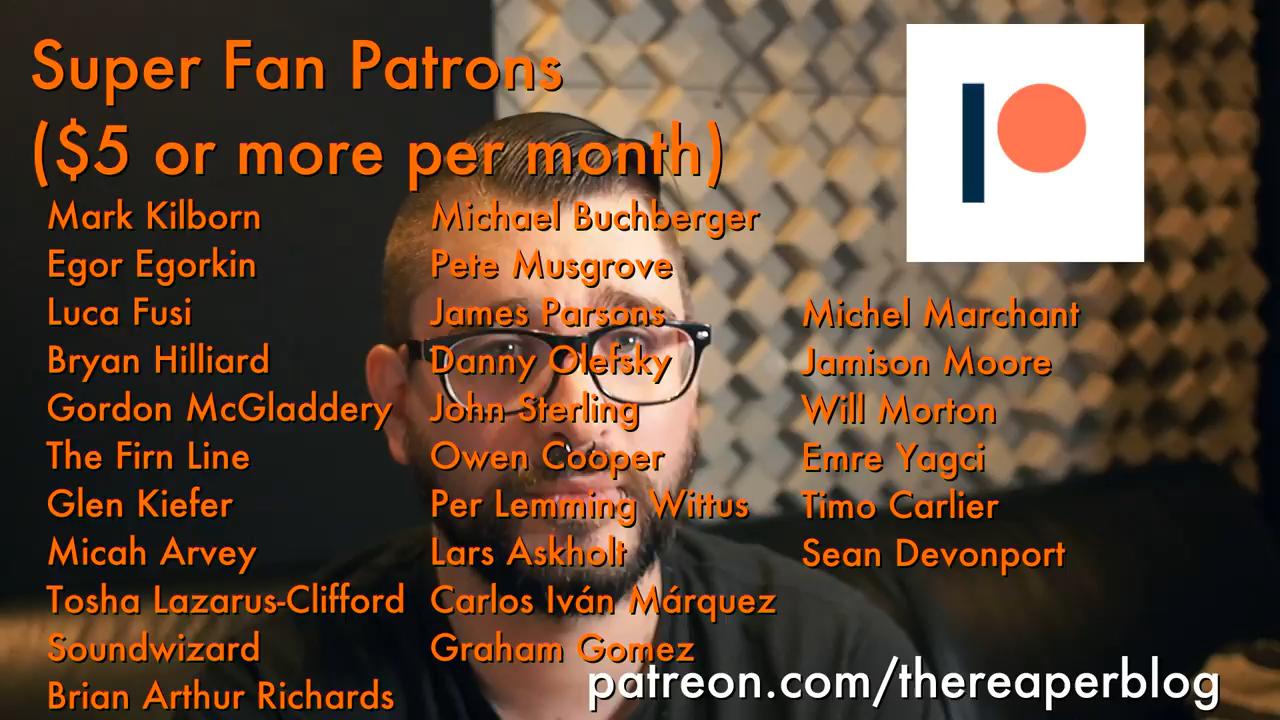 Super Fan Patrons
($5 or more per month)
Mark Kilborn
Egor Egorkin
Luca Fusi
Bryan Hilliard
Gordon McGladdery
The Firn Line
Glen Kiefer
Micah Arvey
Tosha Lazarus-Clifford
Soundwizard
Brian Arthur Richards
Michael Buchberger
Pete Musgrove
James Parsons
Danny Olefsky
John Sterling
Owen Cooper
Per Lemming Wittus
Lars Askholt
Carlos Iván Márquez
Graham Gomez
Michel Marchant
Jamison Moore
Will Morton
Emre Yagci
Timo Carlier
Sean Devonport
patreon.com/thereaperblog